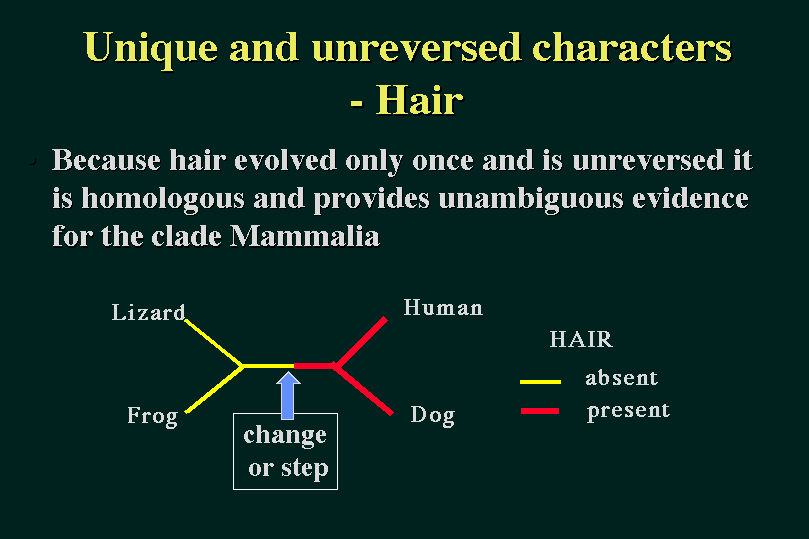 Unique and unreversed characters
- Hair
• Because hair evolved only once and is unreversed it
is homologous and provides unambiguous evidence
for the clade Mammalia
Lizard
Human
HAIR
absent
present
Frog
Dog
change
or step